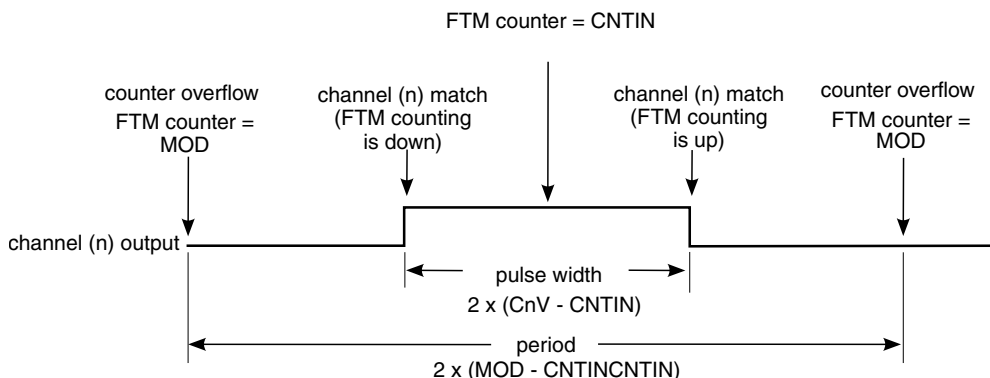 FTM counter = CNTIN
counter overflow
FTM counter =
MOD
channel (n) match
(FTM counting
is down)
channel (n) match
(FTM counting
is up)
counter overflow
FTM counter =
MOD
channel (n) output
pulse width
2 x (CnV - CNTIN)
period
2 x (MOD - CNTINCNTIN)